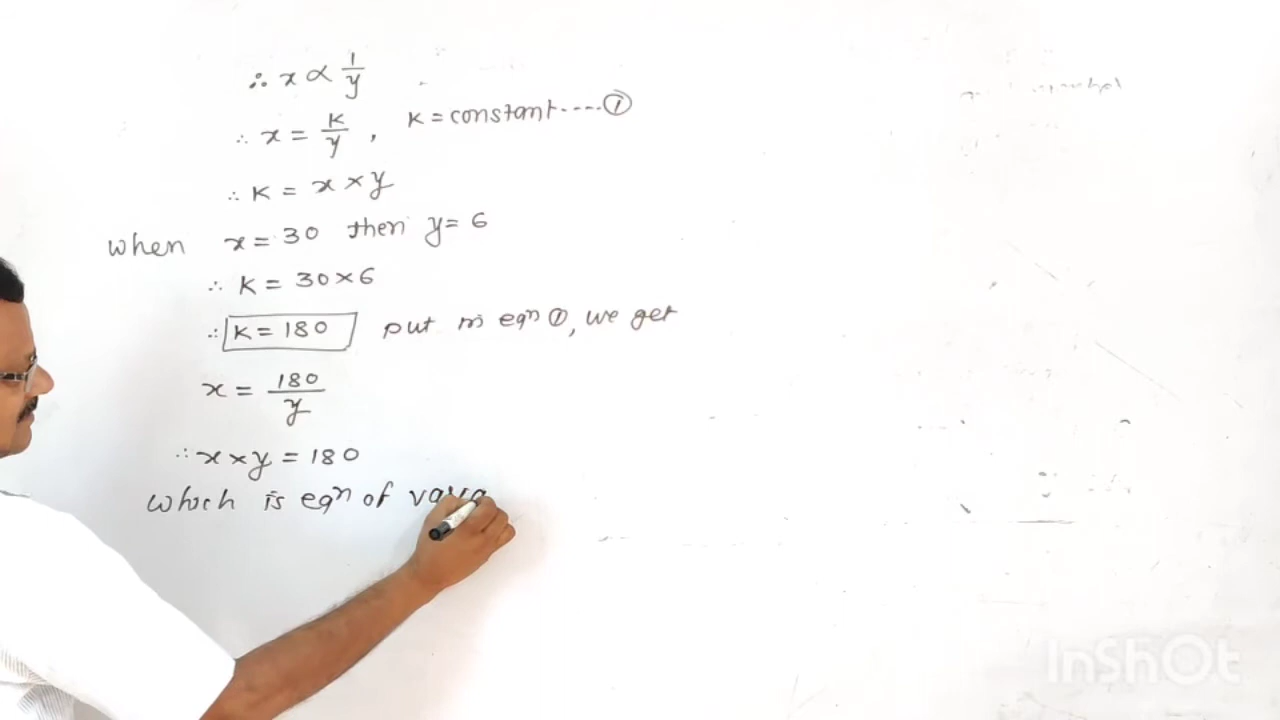 ∴ x ∝ 1/y
∴ x = K/y , K = constant ---- ①
∴ K = x × y
when x = 30 then y = 6
∴ K = 30 × 6
∴ K = 180 put in eqn ①, we get
x = 180/y
∴ x × y = 180
which is eqn of
InShOt